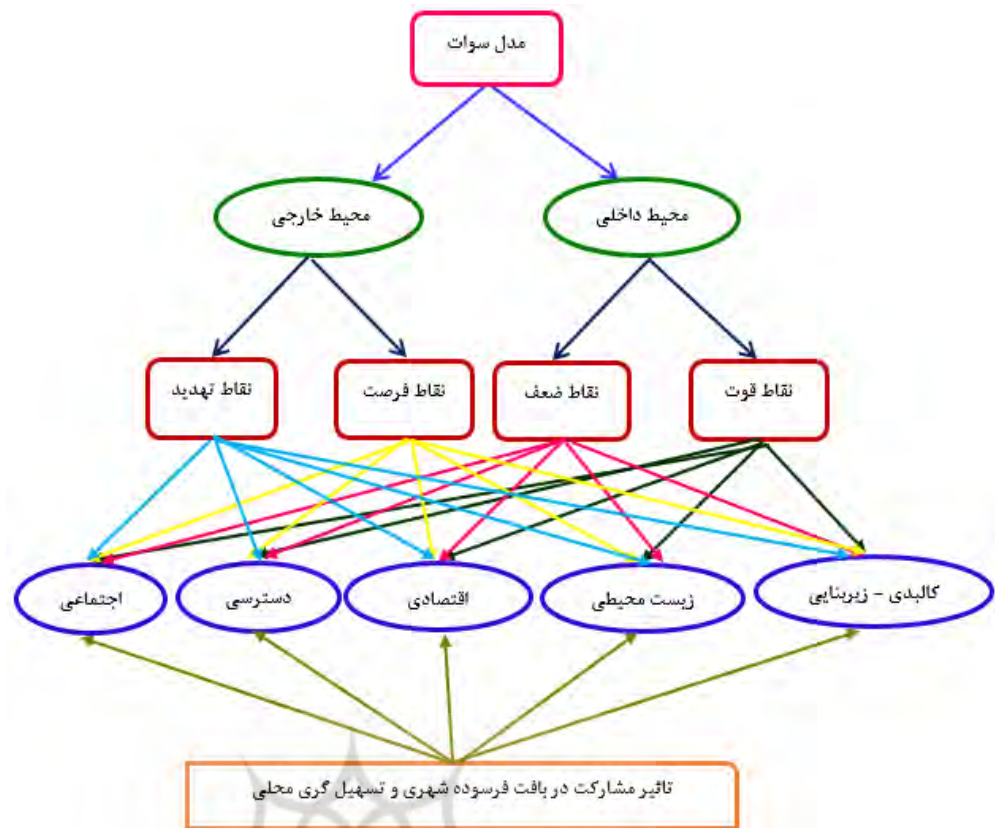 مدل سوات
محیط داخلی
محیط خارجی
نقاط قوت
نقاط ضعف
نقاط فرصت
نقاط تهدید
کالبدی - زیربنایی
زیست محیطی
اقتصادی
دسترسی
اجتماعی
تاثیر مشارکت در بافت فرسوده شهری و تسهیل گری محلی